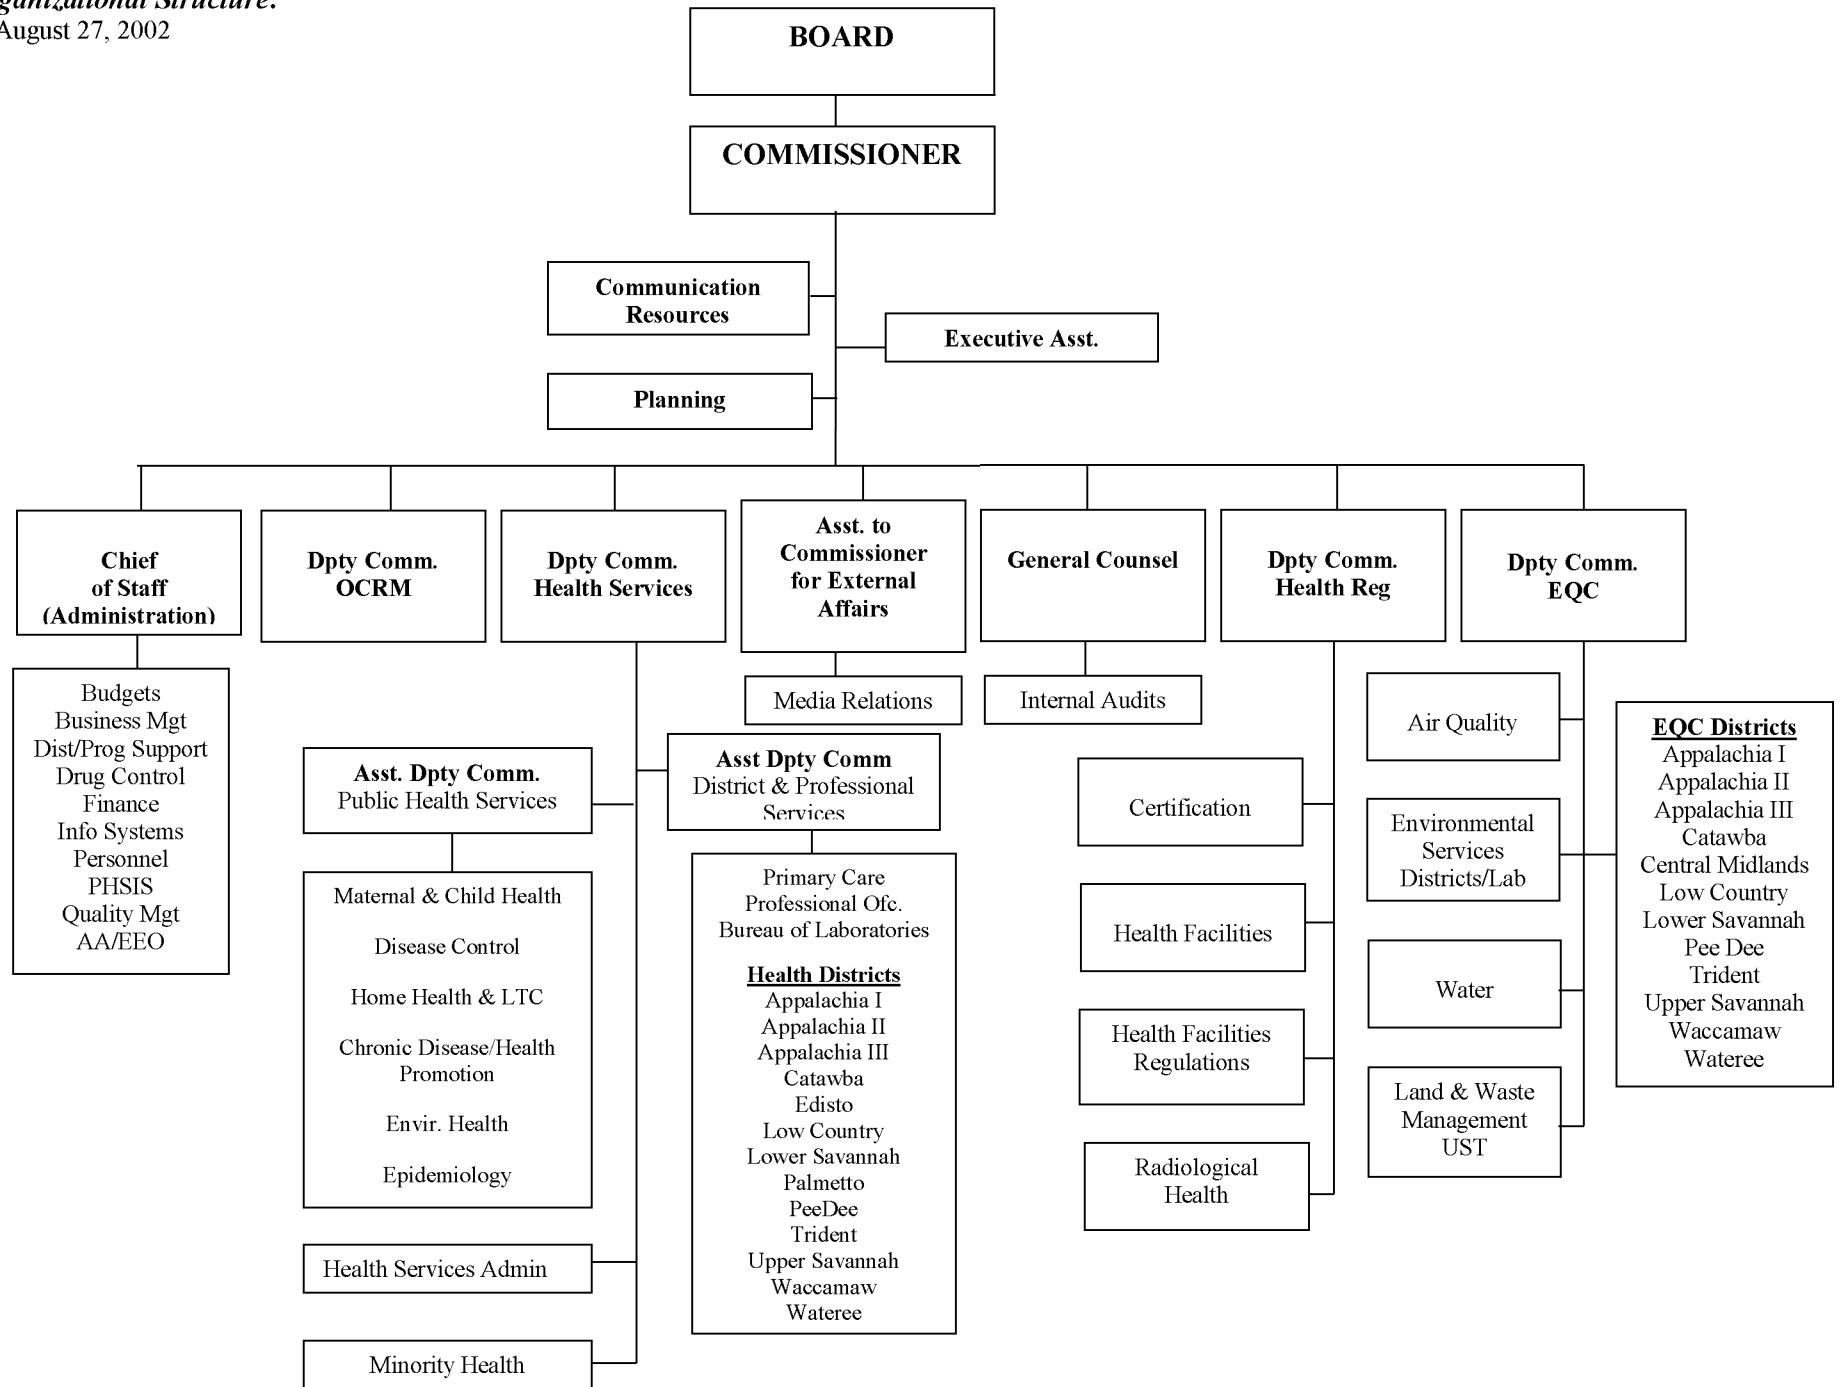 ganizational Structure:
August 27, 2002
BOARD
COMMISSIONER
Communication
Resources
Executive Asst.
Planning
Chief
of Staff
(Administration)
Dpty Comm.
OCRM
Dpty Comm.
Health Services
Asst. to
Commissioner
for External
Affairs
General Counsel
Dpty Comm.
Health Reg
Dpty Comm.
EQC
Budgets
Business Mgt
Dist/Prog Support
Drug Control
Finance
Info Systems
Personnel
PHSIS
Quality Mgt
AA/EEO
Asst. Dpty Comm.
Public Health Services
Maternal & Child Health
Disease Control
Home Health & LTC
Chronic Disease/Health
Promotion
Envir. Health
Epidemiology
Health Services Admin
Minority Health
Media Relations
Asst Dpty Comm
District & Professional
Services
Primary Care
Professional Ofc.
Bureau of Laboratories
Health Districts
Appalachia I
Appalachia II
Appalachia III
Catawba
Edisto
Low Country
Lower Savannah
Palmetto
PeeDee
Trident
Upper Savannah
Waccamaw
Wateree
Internal Audits
Certification
Health Facilities
Health Facilities
Regulations
Radiological
Health
Air Quality
Environmental
Services
Districts/Lab
Water
Land & Waste
Management
UST
EQC Districts
Appalachia I
Appalachia II
Appalachia III
Catawba
Central Midlands
Low Country
Lower Savannah
Pee Dee
Trident
Upper Savannah
Waccamaw
Wateree